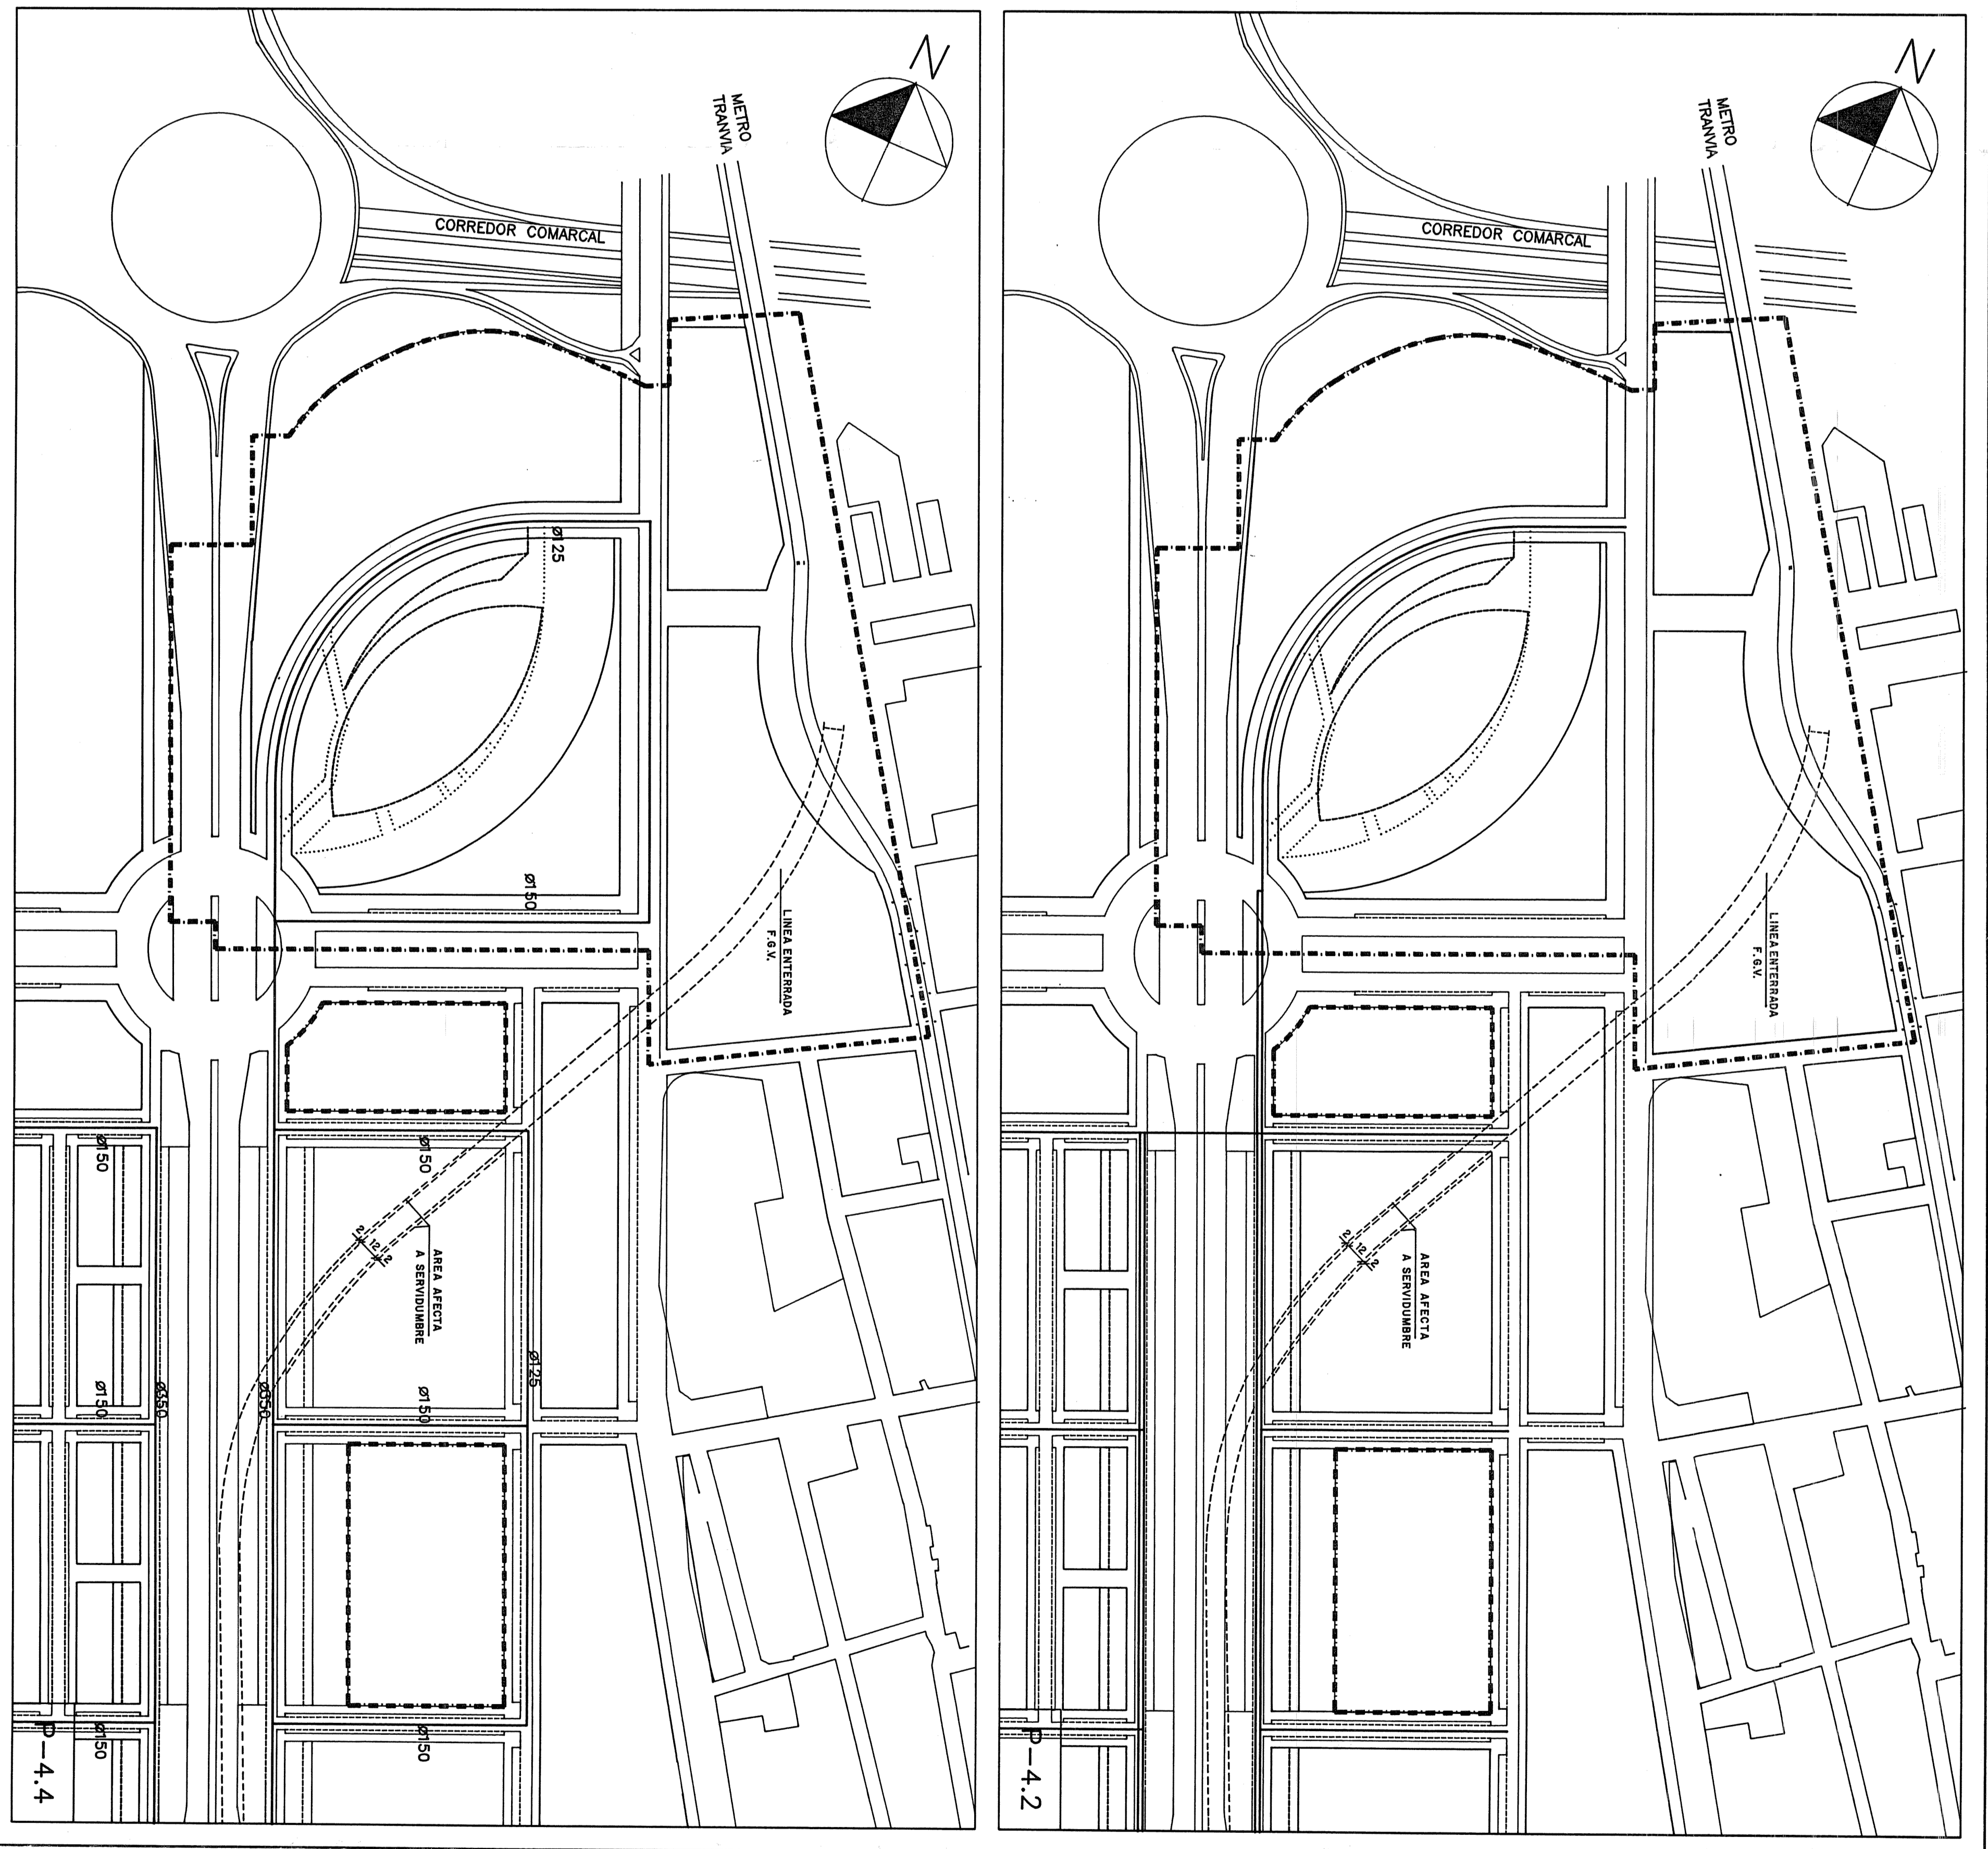 N
METRO
TRANVIA
CORREDOR COMARCAL
Ø125
Ø150
LINEA ENTERRADA
F.G.V.
Ø150
Ø150
AREA AFECTA
A SERVIDUMBRE
2
12
2
Ø125
Ø150
Ø350
Ø350
Ø150
Ø150
Ø150
P-4.4
N
METRO
TRANVIA
CORREDOR COMARCAL
LINEA ENTERRADA
F.G.V.
AREA AFECTA
A SERVIDUMBRE
2
12
2
P-4.2